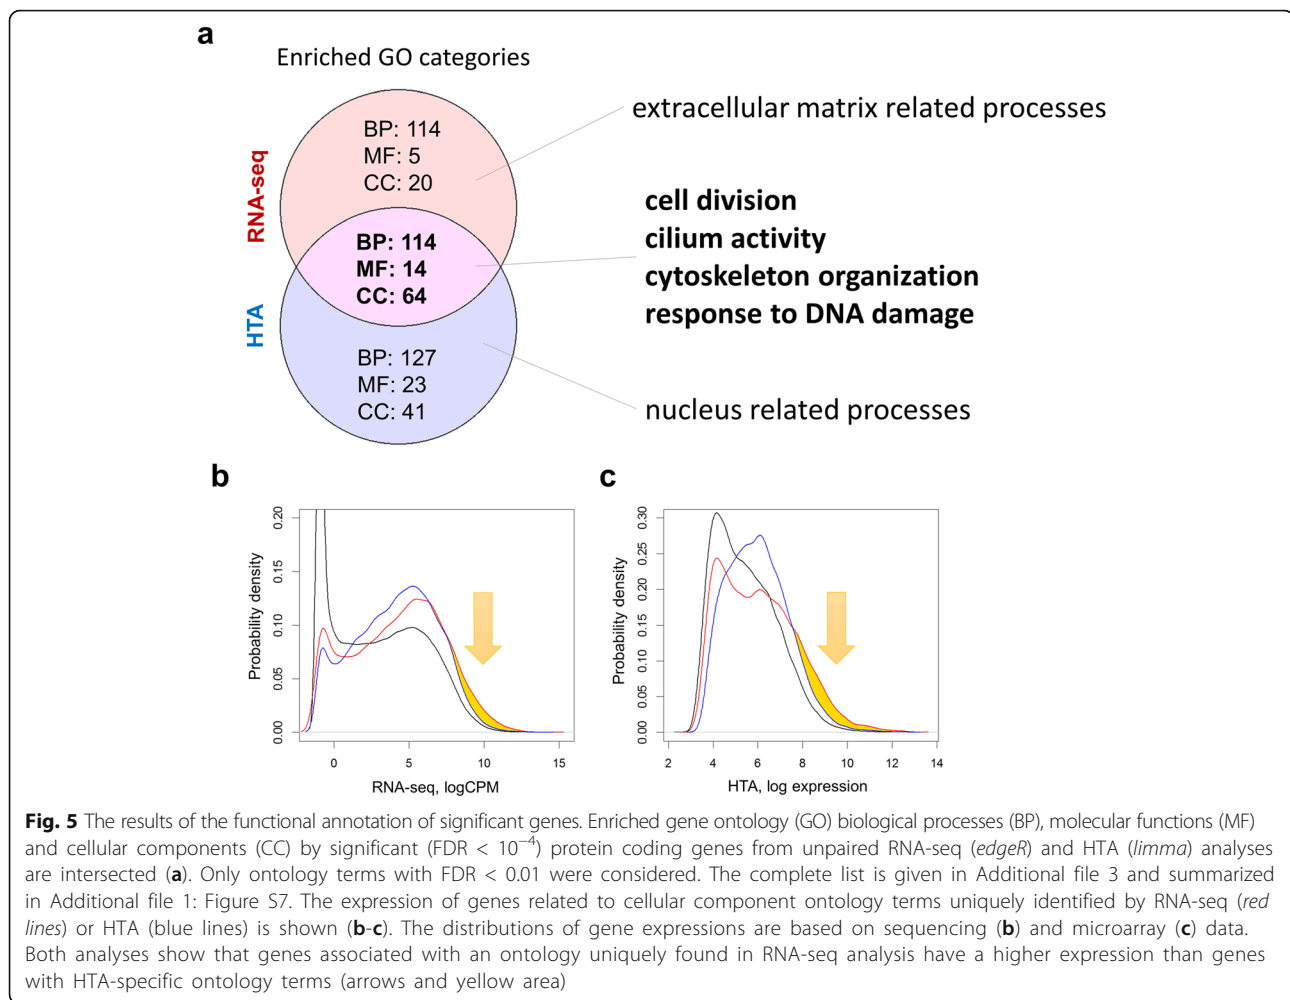 a
Enriched GO categories
RNA-seq
BP: 114
MF: 5
CC: 20
extracellular matrix related processes
BP: 114
MF: 14
CC: 64
cell division
cilium activity
cytoskeleton organization
response to DNA damage
HTA
BP: 127
MF: 23
CC: 41
nucleus related processes
b
Probability density
0.20
0.15
0.10
0.05
0.00
0 5 10 15
RNA-seq, logCPM
c
Probability density
0.30
0.25
0.20
0.15
0.10
0.05
0.00
2 4 6 8 10 12 14
HTA, log expression
Fig. 5 The results of the functional annotation of significant genes. Enriched gene ontology (GO) biological processes (BP), molecular functions (MF)
and cellular components (CC) by significant (FDR < 10⁻⁴) protein coding genes from unpaired RNA-seq (edgeR) and HTA (limma) analyses
are intersected (a). Only ontology terms with FDR < 0.01 were considered. The complete list is given in Additional file 3 and summarized
in Additional file 1: Figure S7. The expression of genes related to cellular component ontology terms uniquely identified by RNA-seq (red
lines) or HTA (blue lines) is shown (b-c). The distributions of gene expressions are based on sequencing (b) and microarray (c) data.
Both analyses show that genes associated with an ontology uniquely found in RNA-seq analysis have a higher expression than genes
with HTA-specific ontology terms (arrows and yellow area)